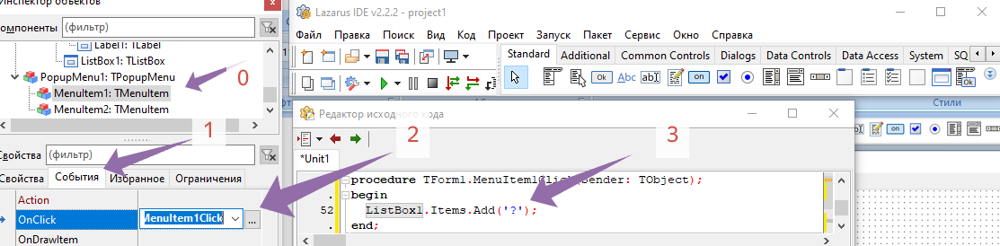 Инспектор объектов
Компоненты (фильтр)
Label1: TLabel
ListBox1: TListBox
PopupMenu1: TPopupMenu
MenuItem1: TMenuItem
MenuItem2: TMenuItem
0
1
Свойства (фильтр)
Свойства События Избранное Ограничения
Action
OnClick MenuItem1Click ...
OnDrawItem
2
Lazarus IDE v2.2.2 - project1
Файл Правка Поиск Вид Код Проект Запуск Пакет Сервис Окно Справка
Standard Additional Common Controls Dialogs Data Controls Data Access System SQ
Ok Abc abI on Ok
Стили
Редактор исходного кода
3
*Unit1
procedure TForm1.MenuItem1Click(Sender: TObject);
begin
52 ListBox1.Items.Add('?');
end;